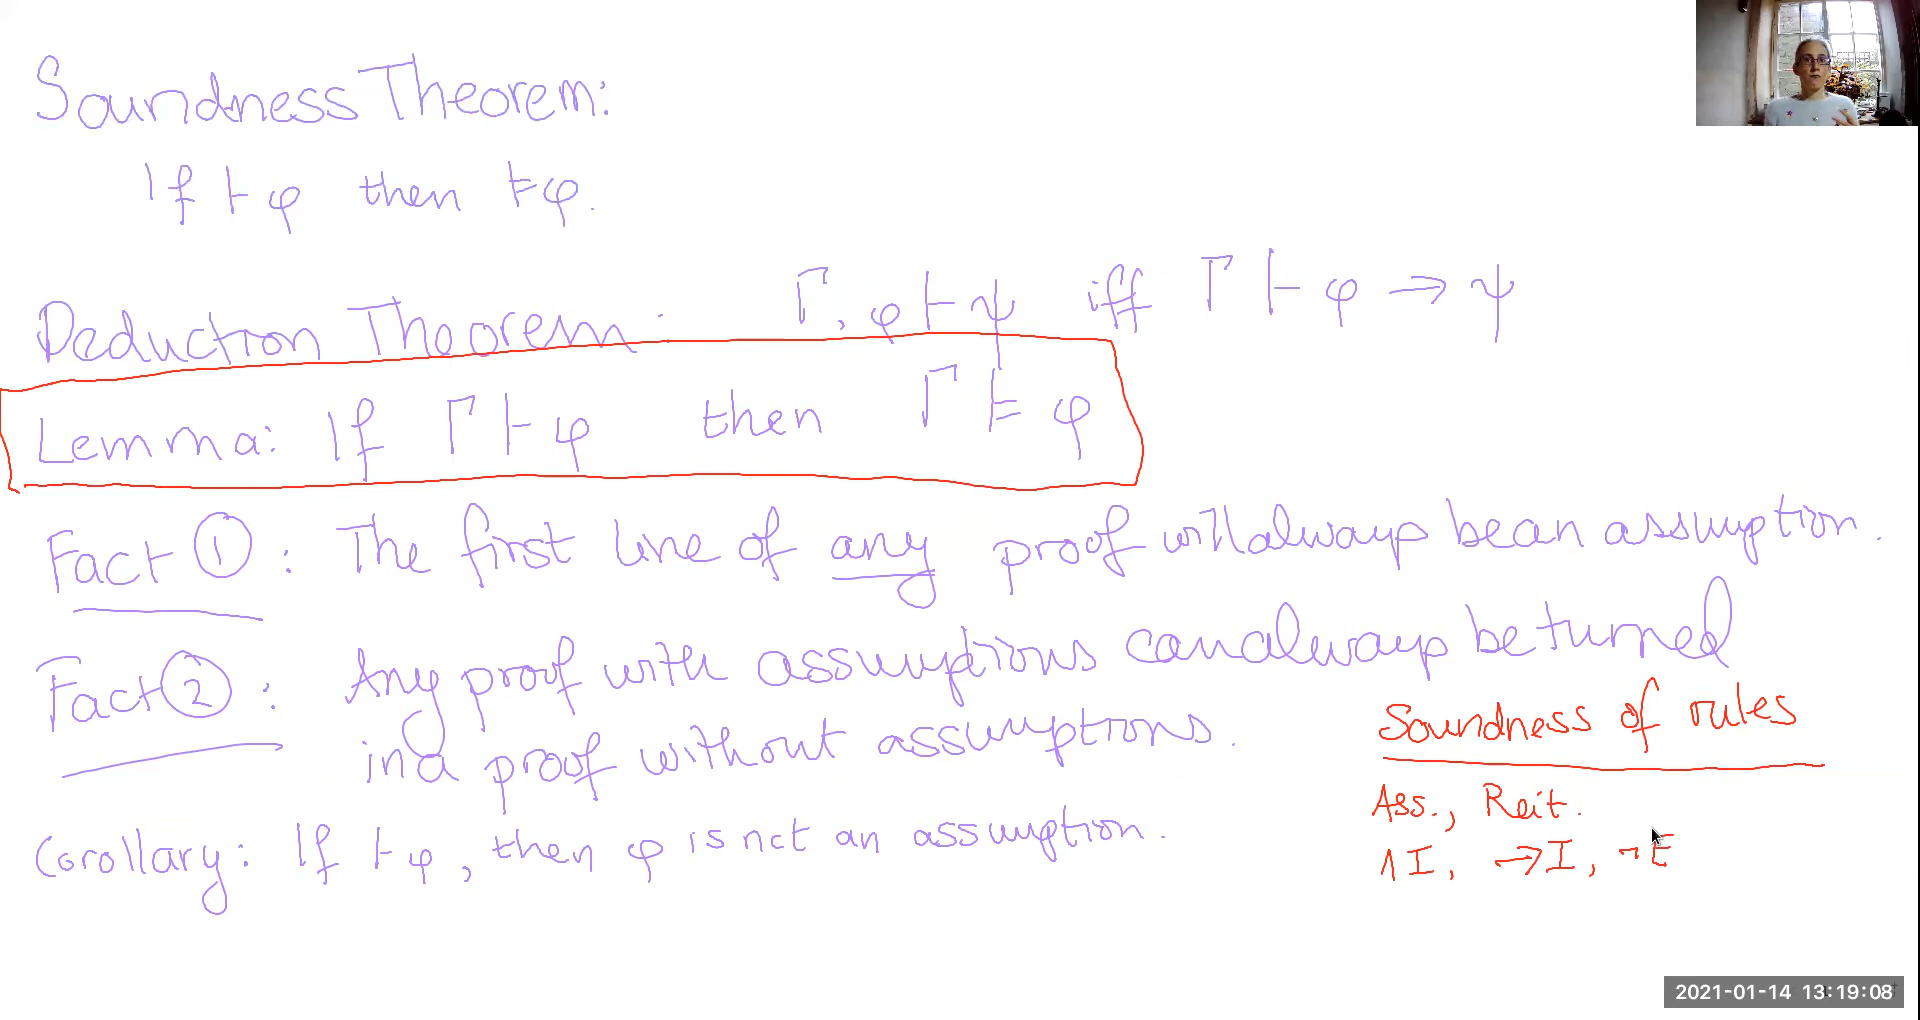 Soundness Theorem:
If ⊢ φ then ⊨ φ.
Deduction Theorem: Γ, φ ⊢ ψ iff Γ ⊢ φ → ψ
Lemma: If Γ ⊢ φ then Γ ⊨ φ
Fact ①: The first line of any proof will always be an assumption.
Fact ②: Any proof with assumptions can always be turned
in a proof without assumptions.
Soundness of rules
Ass., Reit.
∧I, →I, ¬E
Corollary: If ⊢ φ, then φ is not an assumption.
2021-01-14 13:19:08